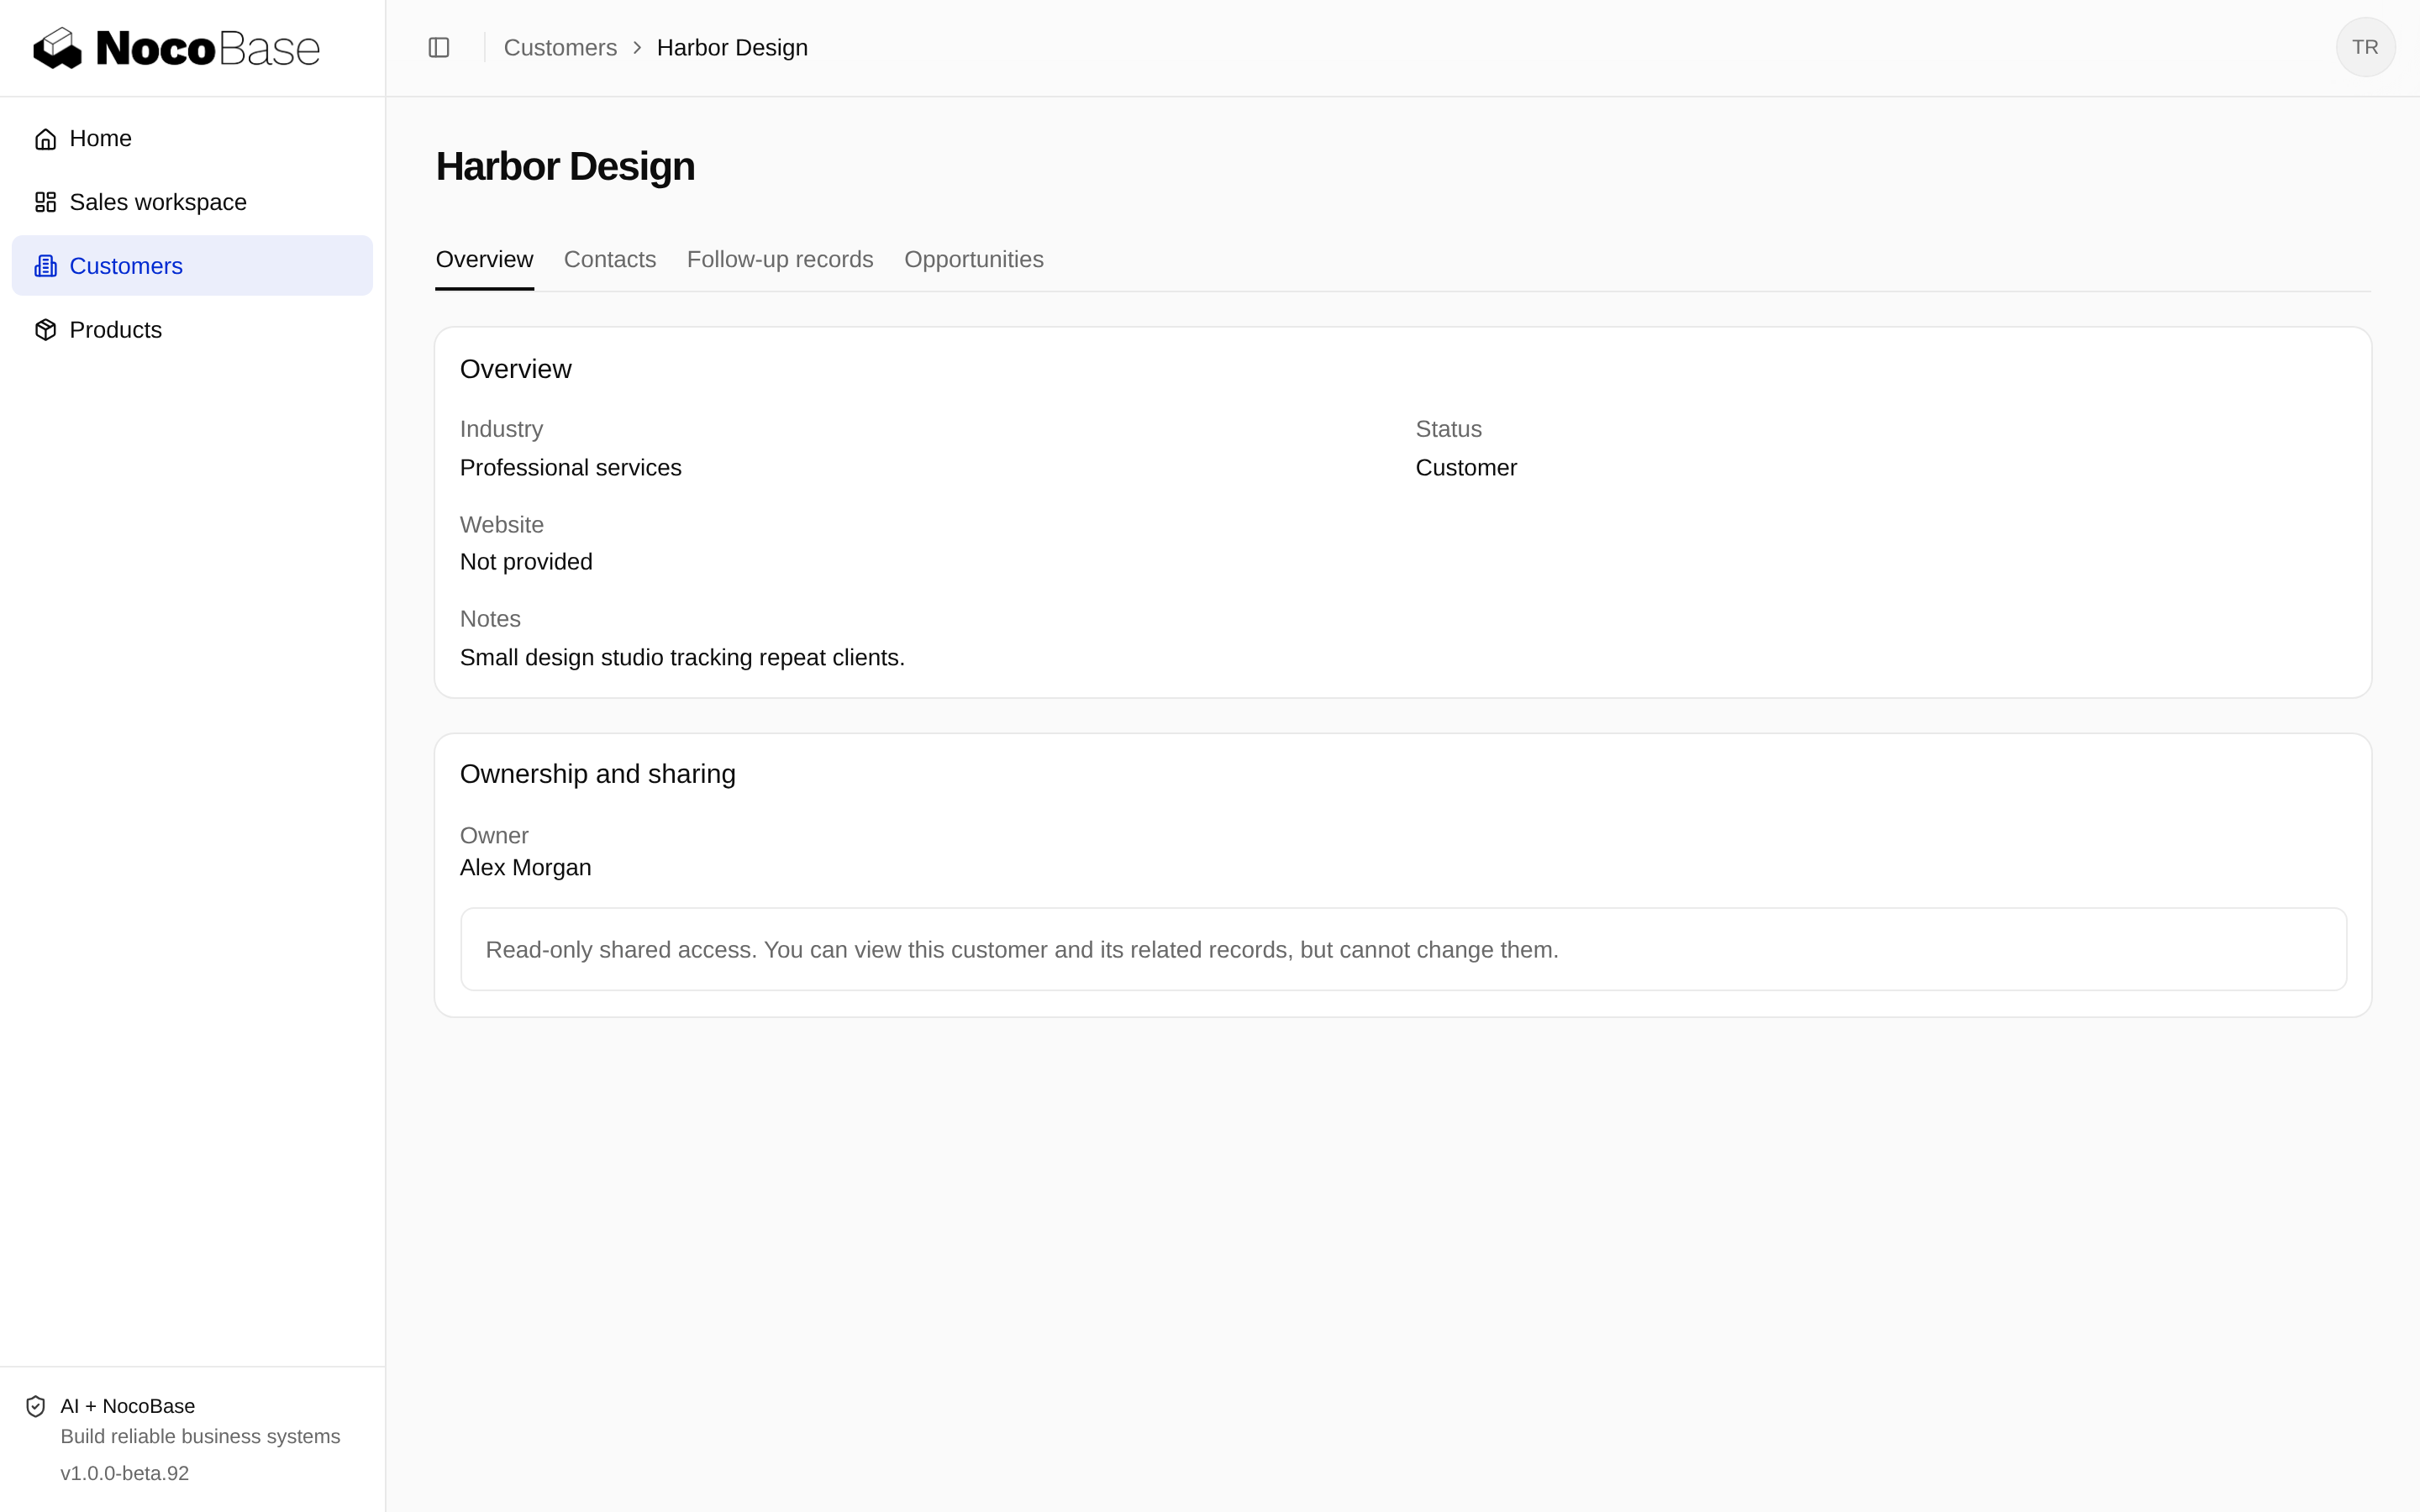 NocoBase
Customers > Harbor Design
TR
Home
Sales workspace
Customers
Products
Harbor Design
Overview Contacts Follow-up records Opportunities
Overview
Industry Status
Professional services Customer
Website
Not provided
Notes
Small design studio tracking repeat clients.
Ownership and sharing
Owner
Alex Morgan
Read-only shared access. You can view this customer and its related records, but cannot change them.
AI + NocoBase
Build reliable business systems
v1.0.0-beta.92